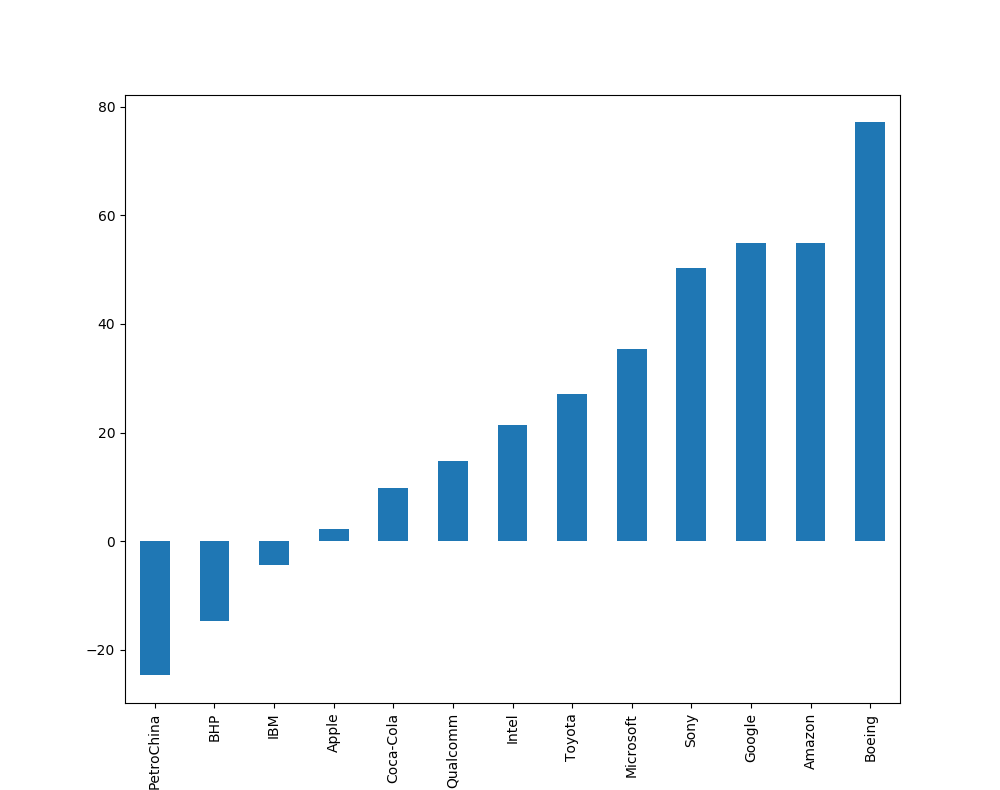 80
60
40
20
0
−20
PetroChina
BHP
IBM
Apple
Coca-Cola
Qualcomm
Intel
Toyota
Microsoft
Sony
Google
Amazon
Boeing